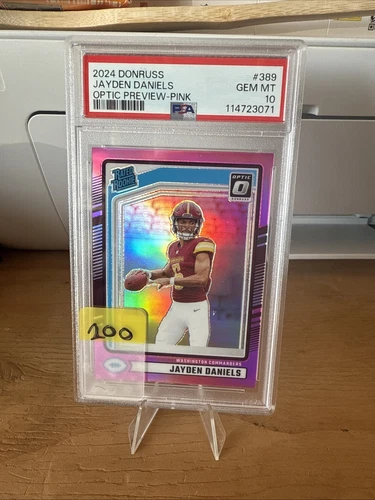 2024 DONRUSS #389
JAYDEN DANIELS GEM MT
OPTIC PREVIEW-PINK 10
PSA 114723071
RATED
ROOKIE
OPTIC
200
WASHINGTON COMMANDERS
JAYDEN DANIELS